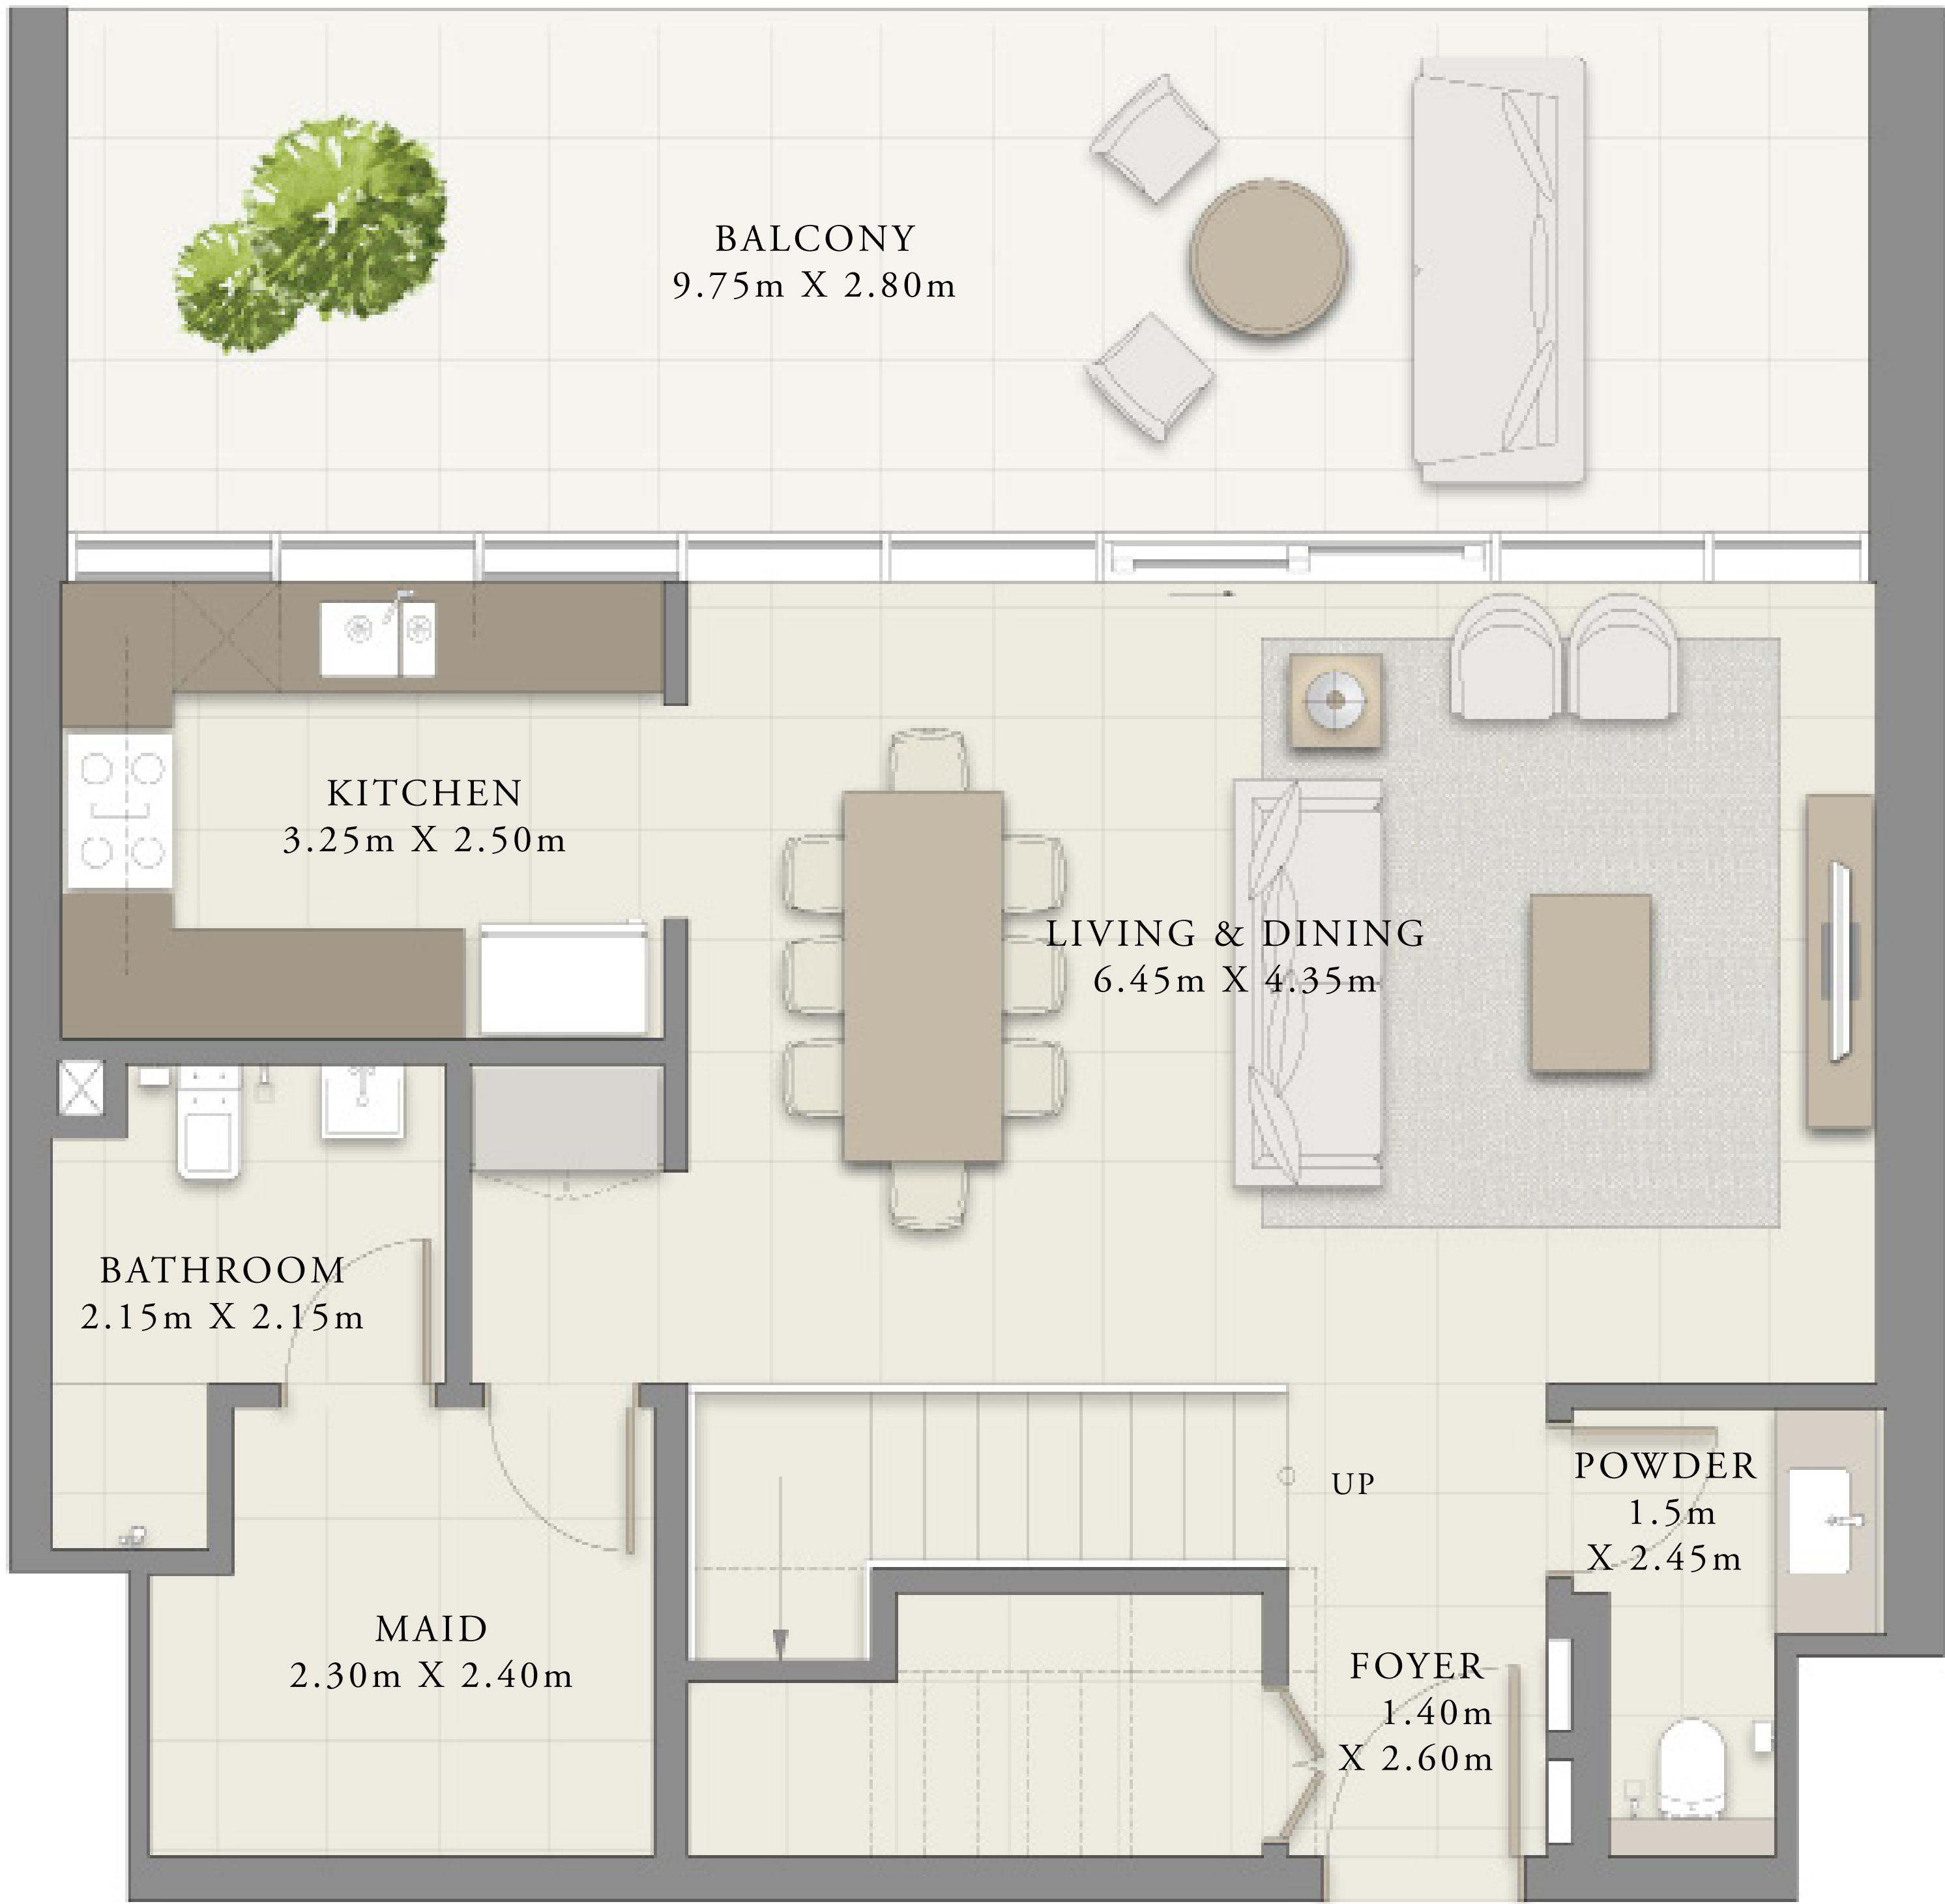 BALCONY
9.75m X 2.80m
KITCHEN
3.25m X 2.50m
LIVING & DINING
6.45m X 4.35m
BATHROOM
2.15m X 2.15m
UP
POWDER
1.5m
X 2.45m
MAID
2.30m X 2.40m
FOYER
1.40m
X 2.60m